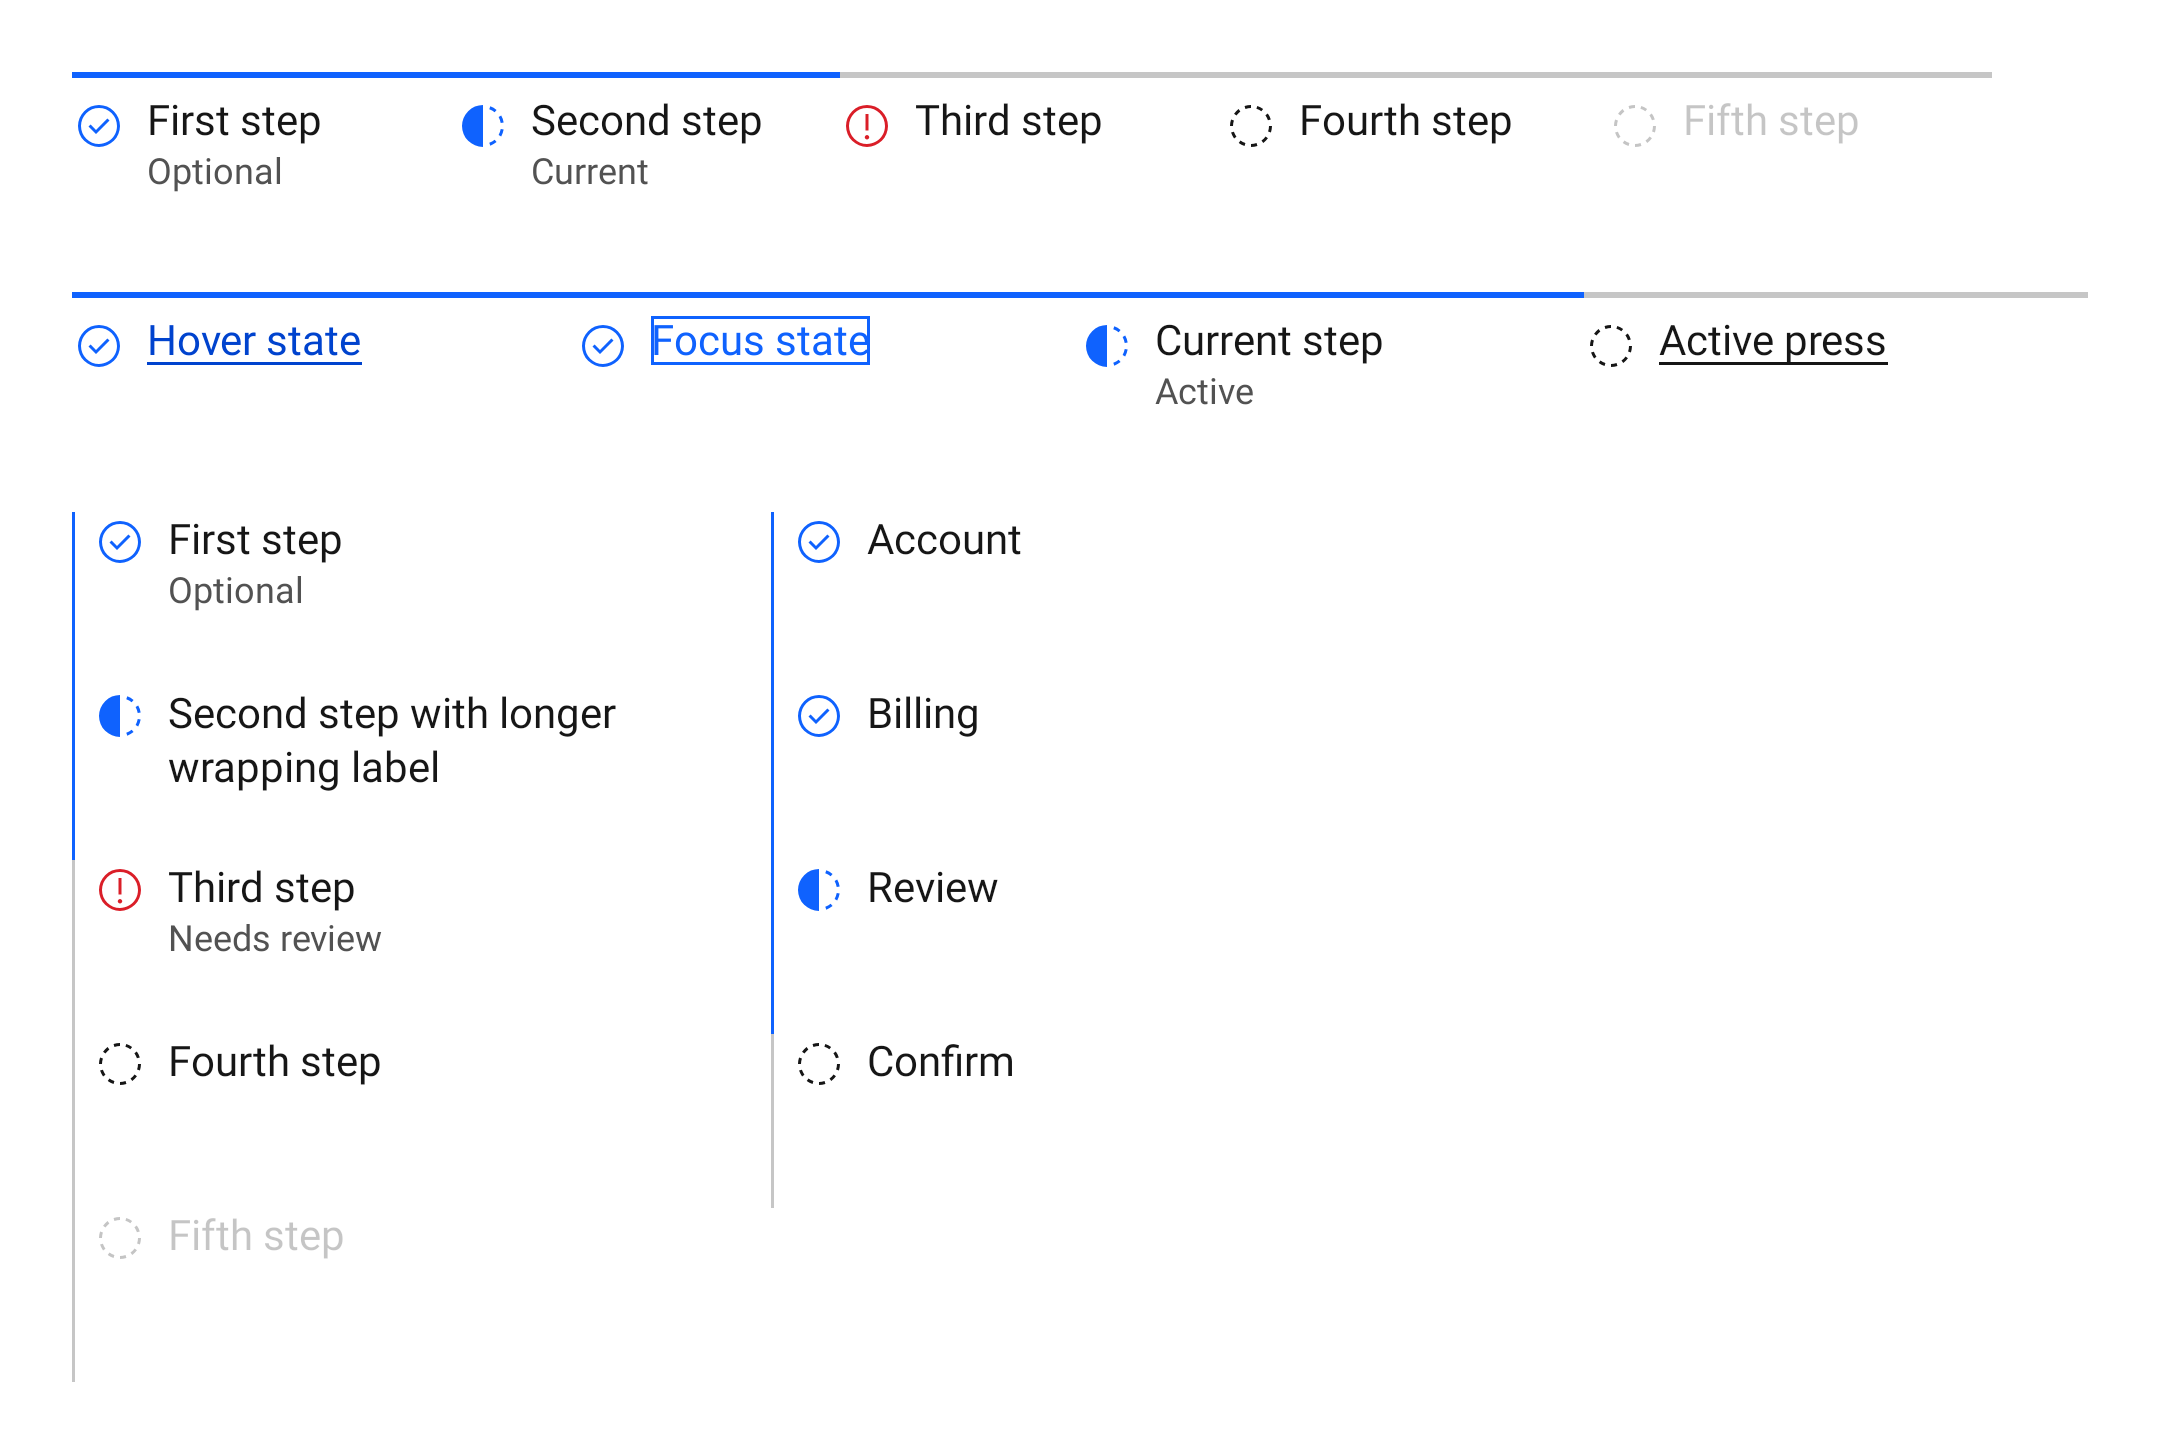 First step
Optional
Second step
Current
Third step
Fourth step
Fifth step
Hover state
Focus state
Current step
Active
Active press
First step
Optional
Second step with longer
wrapping label
Third step
Needs review
Fourth step
Fifth step
Account
Billing
Review
Confirm